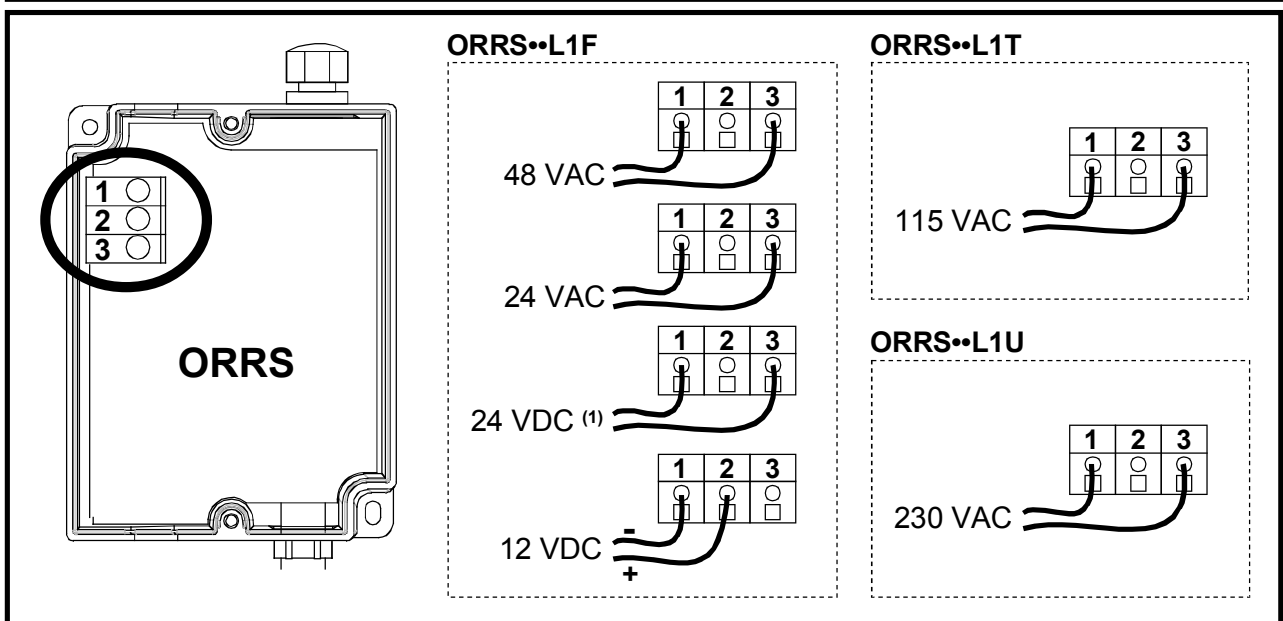 1
2
3
ORRS
ORRS••L1F
1 2 3
48 VAC
1 2 3
24 VAC
1 2 3
24 VDC (1)
1 2 3
-
12 VDC
+
ORRS••L1T
1 2 3
115 VAC
ORRS••L1U
1 2 3
230 VAC